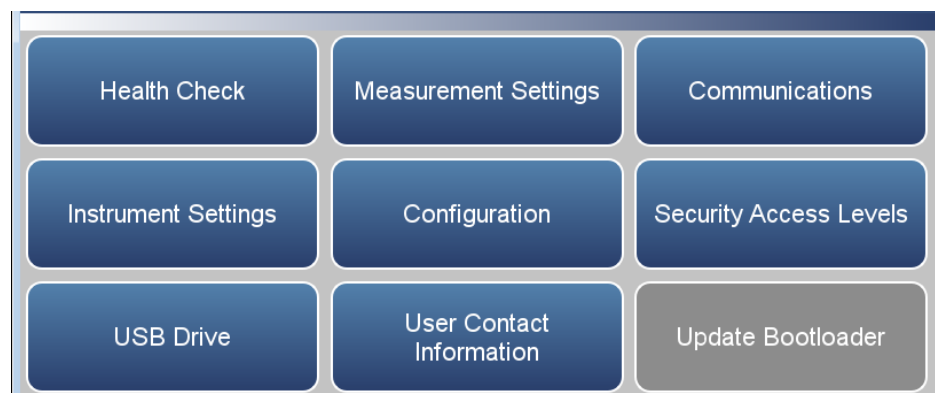 Health Check
Measurement Settings
Communications
Instrument Settings
Configuration
Security Access Levels
USB Drive
User Contact
Information
Update Bootloader